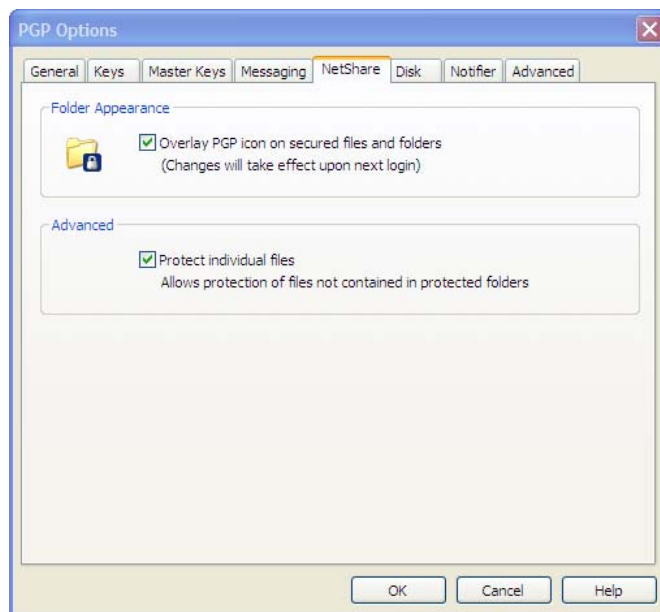 PGP Options
General Keys Master Keys Messaging NetShare Disk Notifier Advanced
Folder Appearance
Overlay PGP icon on secured files and folders
(Changes will take effect upon next login)
Advanced
Protect individual files
Allows protection of files not contained in protected folders
OK Cancel Help